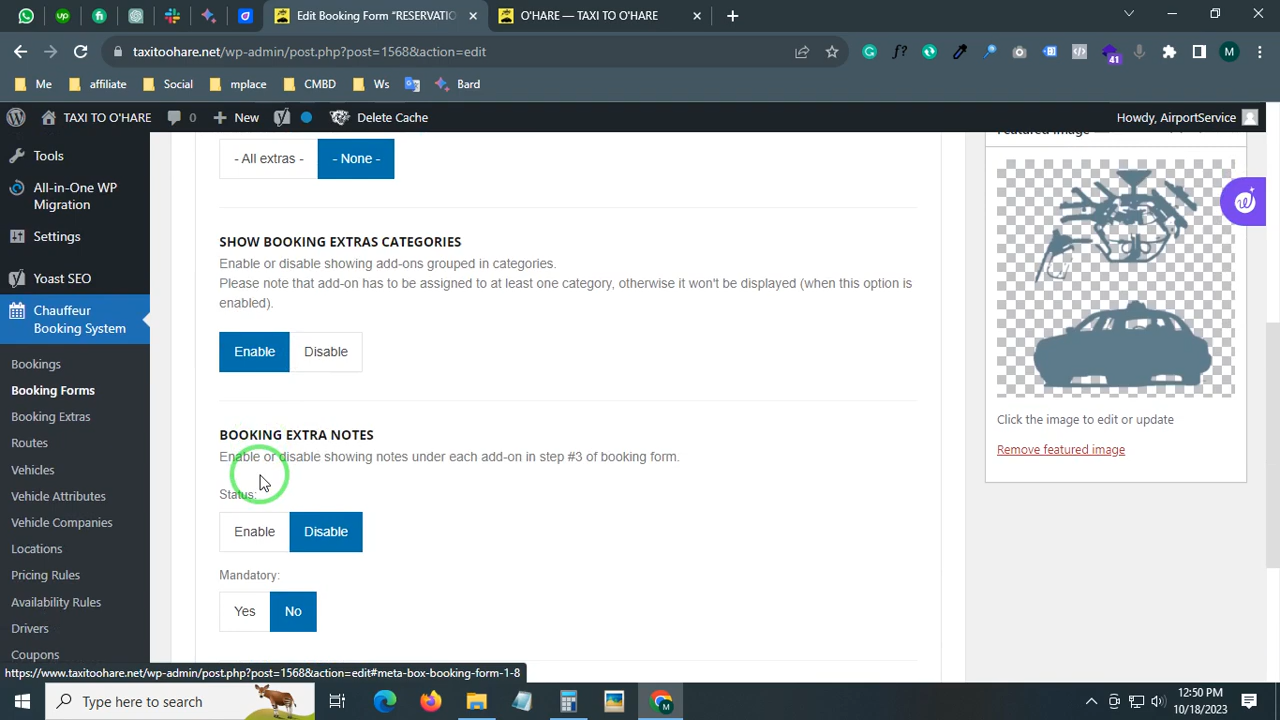 Edit Booking Form “RESERVATIO
O'HARE — TAXI TO O'HARE
taxitoohare.net/wp-admin/post.php?post=1568&action=edit
41
M
Me
affiliate
Social
mplace
CMBD
Ws
Bard
TAXI TO O'HARE
0
New
Delete Cache
Howdy, AirportService
Tools
All-in-One WP
Migration
Settings
Yoast SEO
Chauffeur
Booking System
Bookings
Booking Forms
Booking Extras
Routes
Vehicles
Vehicle Attributes
Vehicle Companies
Locations
Pricing Rules
Availability Rules
Drivers
Coupons
- All extras -
- None -
SHOW BOOKING EXTRAS CATEGORIES
Enable or disable showing add-ons grouped in categories.
Please note that add-on has to be assigned to at least one category, otherwise it won't be displayed (when this option is
enabled).
Enable
Disable
BOOKING EXTRA NOTES
Enable or disable showing notes under each add-on in step #3 of booking form.
Status:
Enable
Disable
Mandatory:
Yes
No
Featured image
Click the image to edit or update
Remove featured image
https://www.taxitoohare.net/wp-admin/post.php?post=1568&action=edit#meta-box-booking-form-1-8
Type here to search
12:50 PM
10/18/2023